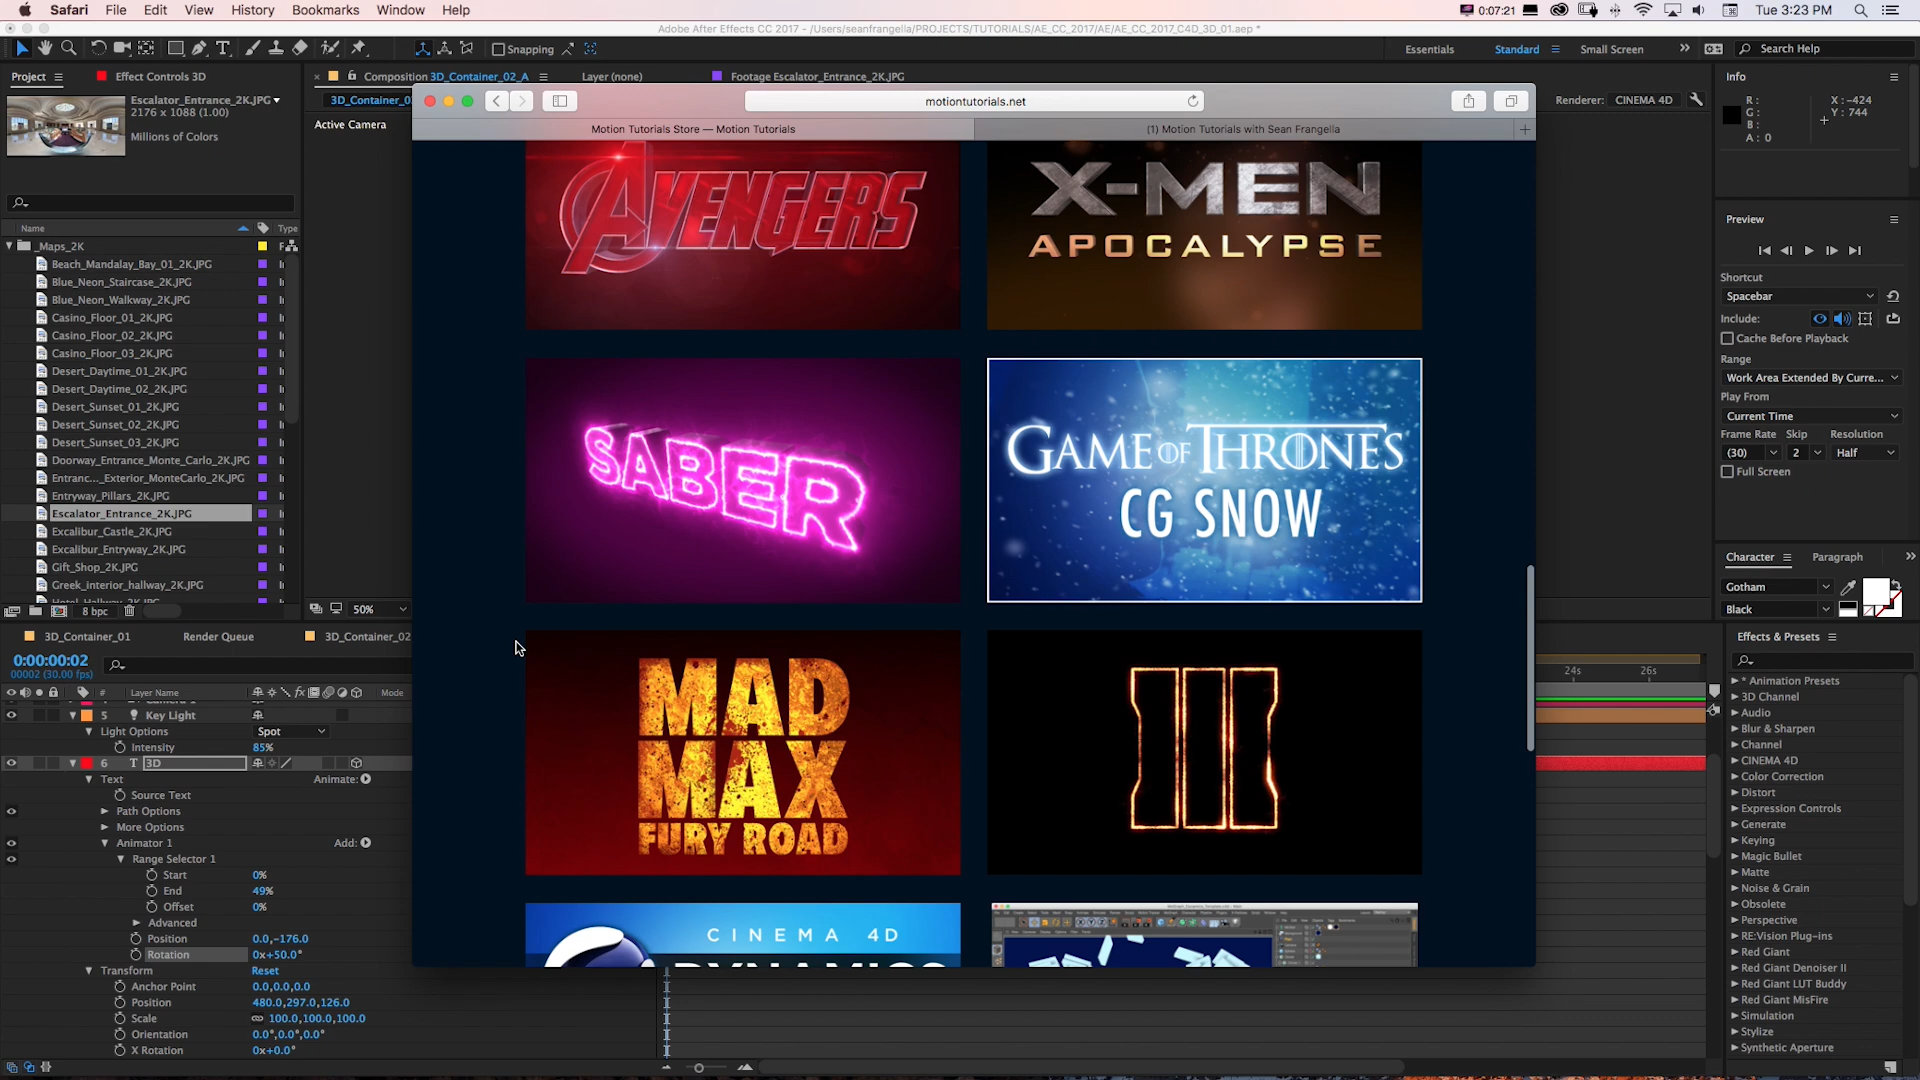 Safari File Edit View History Bookmarks Window Help
0:07:21 Tue 3:23 PM
Adobe After Effects CC 2017 - /Users/seanfrangella/PROJECTS/TUTORIALS/AE_CC_2017/AE/AE_CC_2017_C4D_3D_01.aep *
Snapping Essentials Standard Small Screen Search Help
Project Effect Controls 3D Composition 3D_Container_02_A Layer (none) Footage Escalator_Entrance_2K.JPG Info
Escalator_Entrance_2K.JPG
2176 x 1088 (1.00)
Millions of Colors
3D_Container_0
Active Camera
Renderer: CINEMA 4D
R:
G:
B:
A: 0
X: -424
Y: 744
motiontutorials.net
Motion Tutorials Store — Motion Tutorials
(1) Motion Tutorials with Sean Frangella
AVENGERS
X-MEN
APOCALYPSE
SABER
GAME OF THRONES
CG SNOW
MAD
MAX
FURY ROAD
CINEMA 4D
DYNAMICS
Name Type
_Maps_2K
Beach_Mandalay_Bay_01_2K.JPG
Blue_Neon_Staircase_2K.JPG
Blue_Neon_Walkway_2K.JPG
Casino_Floor_01_2K.JPG
Casino_Floor_02_2K.JPG
Casino_Floor_03_2K.JPG
Desert_Daytime_01_2K.JPG
Desert_Daytime_02_2K.JPG
Desert_Sunset_01_2K.JPG
Desert_Sunset_02_2K.JPG
Desert_Sunset_03_2K.JPG
Doorway_Entrance_Monte_Carlo_2K.JPG
Entranc..._Exterior_MonteCarlo_2K.JPG
Entryway_Pillars_2K.JPG
Escalator_Entrance_2K.JPG
Excalibur_Castle_2K.JPG
Excalibur_Entryway_2K.JPG
Gift_Shop_2K.JPG
Greek_interior_hallway_2K.JPG
8 bpc
50%
3D_Container_01 Render Queue 3D_Container_02
0:00:00:02
00002 (30.00 fps)
# Layer Name Mode
5 Key Light
Light Options Spot
Intensity 85%
6 T 3D
Text Animate:
Source Text
Path Options
More Options
Animator 1 Add:
Range Selector 1
Start 0%
End 49%
Offset 0%
Advanced
Position 0.0,-176.0
Rotation 0x+50.0°
Transform Reset
Anchor Point 0.0,0.0,0.0
Position 480.0,297.0,126.0
Scale 100.0,100.0,100.0
Orientation 0.0°,0.0°,0.0°
X Rotation 0x+0.0°
24s 26s
Preview
Shortcut
Spacebar
Include:
Cache Before Playback
Range
Work Area Extended By Curre...
Play From
Current Time
Frame Rate Skip Resolution
(30) 2 Half
Full Screen
Character Paragraph
Gotham
Black
Effects & Presets
* Animation Presets
3D Channel
Audio
Blur & Sharpen
Channel
CINEMA 4D
Color Correction
Distort
Expression Controls
Generate
Keying
Magic Bullet
Matte
Noise & Grain
Obsolete
Perspective
RE:Vision Plug-ins
Red Giant
Red Giant Denoiser II
Red Giant LUT Buddy
Red Giant MisFire
Simulation
Stylize
Synthetic Aperture